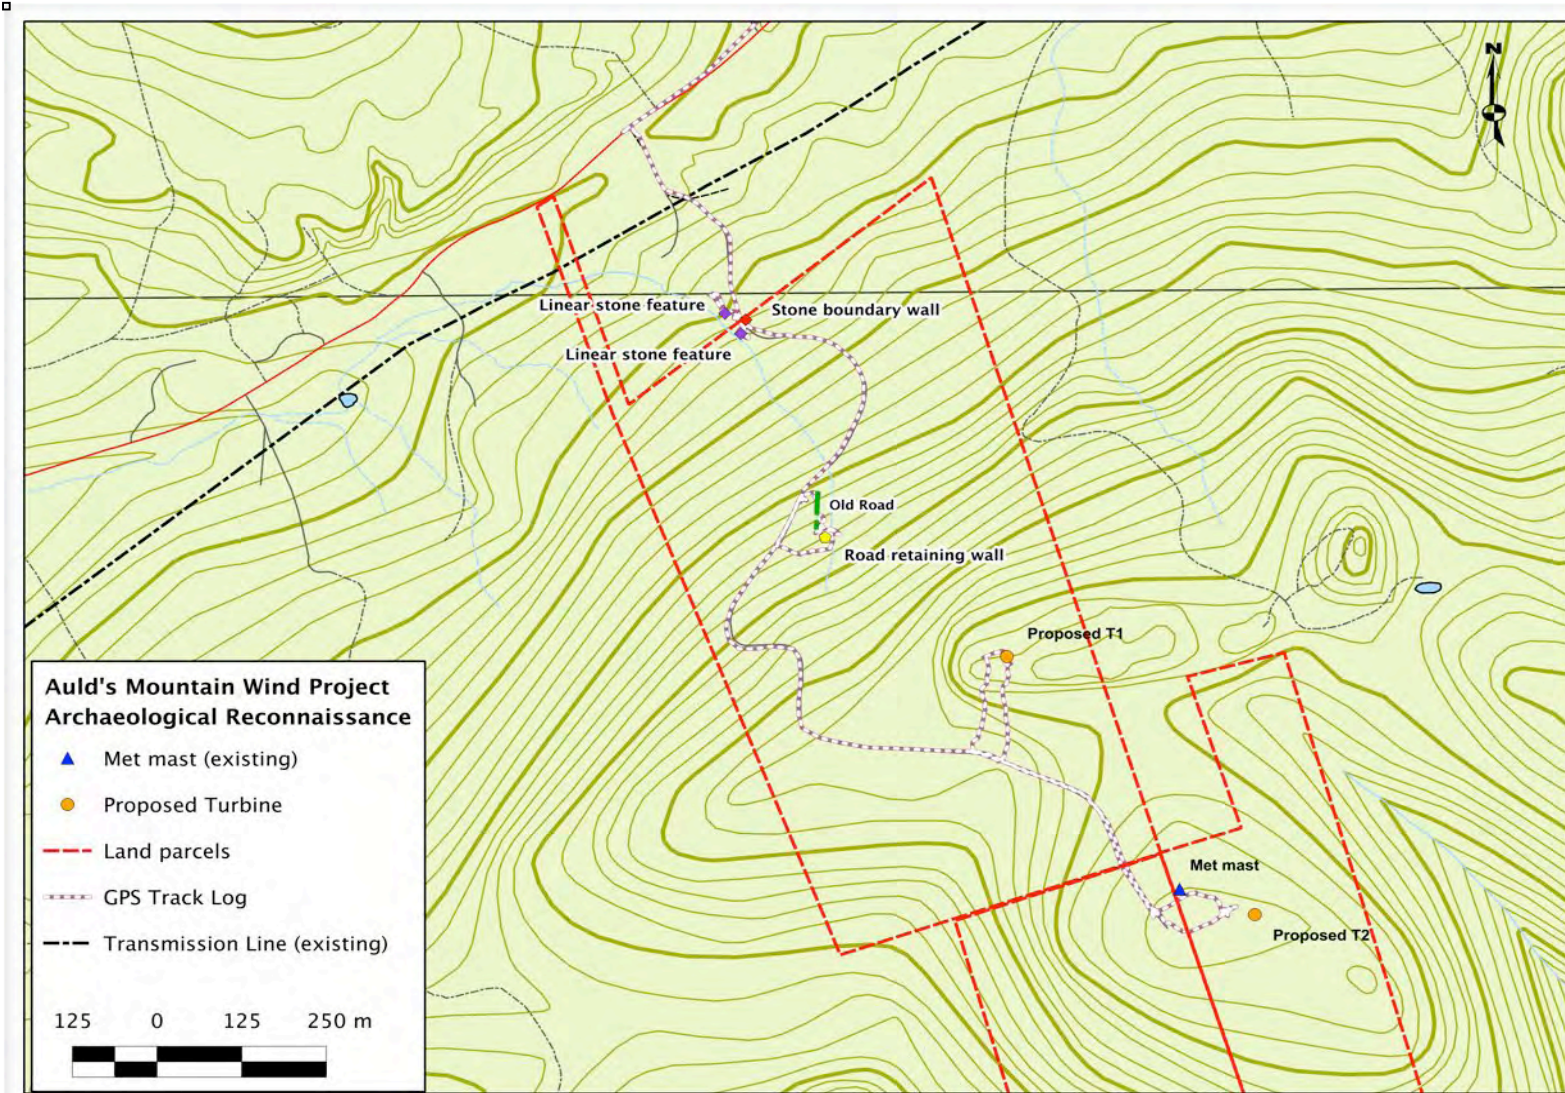 N
Linear stone feature
Stone boundary wall
Linear stone feature
Old Road
Road retaining wall
Proposed T1
Met mast
Proposed T2
Auld's Mountain Wind Project
Archaeological Reconnaissance
Met mast (existing)
Proposed Turbine
Land parcels
GPS Track Log
Transmission Line (existing)
125 0 125 250 m